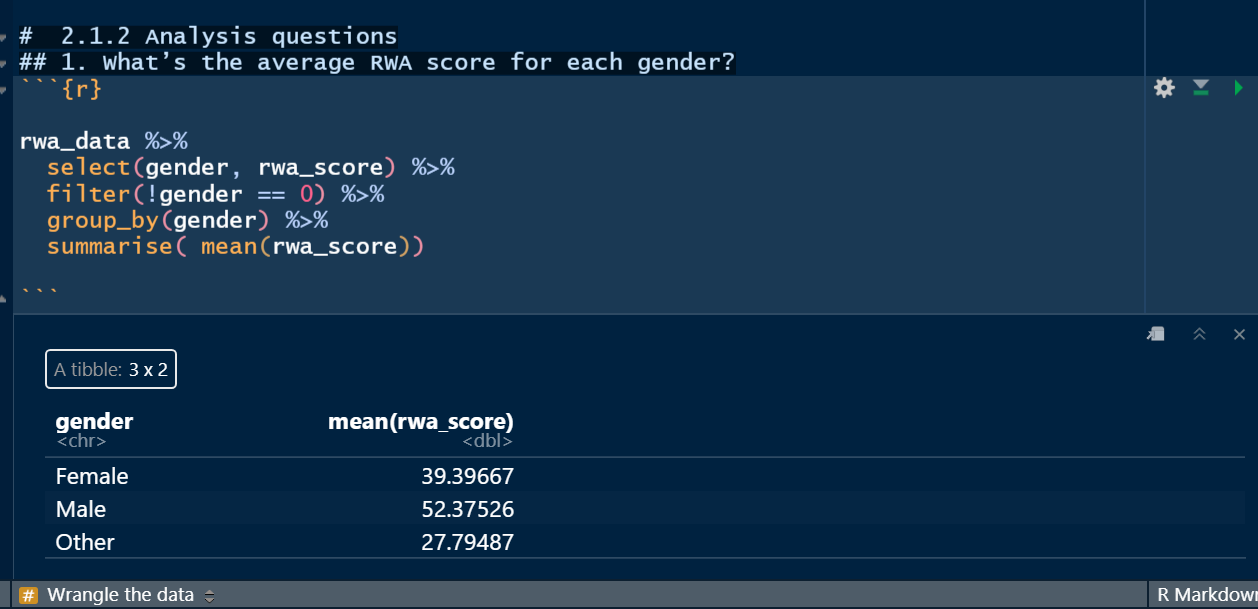 #  2.1.2 Analysis questions
## 1. What’s the average RWA score for each gender?
```{r}
rwa_data %>%
  select(gender, rwa_score) %>%
  filter(!gender == 0) %>%
  group_by(gender) %>%
  summarise( mean(rwa_score))
```
A tibble: 3 x 2
gender mean(rwa_score)
<chr> <dbl>
Female 39.39667
Male 52.37526
Other 27.79487
# Wrangle the data R Markdow